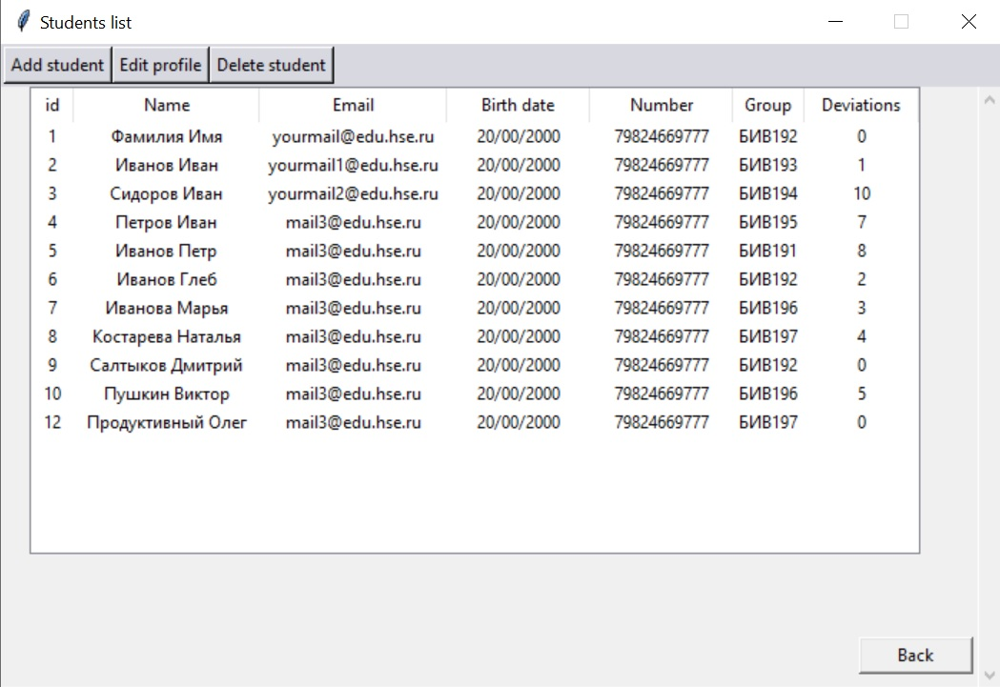 Students list
Add student Edit profile Delete student
id Name Email Birth date Number Group Deviations
1 Фамилия Имя yourmail@edu.hse.ru 20/00/2000 79824669777 БИВ192 0
2 Иванов Иван yourmail1@edu.hse.ru 20/00/2000 79824669777 БИВ193 1
3 Сидоров Иван yourmail2@edu.hse.ru 20/00/2000 79824669777 БИВ194 10
4 Петров Иван mail3@edu.hse.ru 20/00/2000 79824669777 БИВ195 7
5 Иванов Петр mail3@edu.hse.ru 20/00/2000 79824669777 БИВ191 8
6 Иванов Глеб mail3@edu.hse.ru 20/00/2000 79824669777 БИВ192 2
7 Иванова Марья mail3@edu.hse.ru 20/00/2000 79824669777 БИВ196 3
8 Костарева Наталья mail3@edu.hse.ru 20/00/2000 79824669777 БИВ197 4
9 Салтыков Дмитрий mail3@edu.hse.ru 20/00/2000 79824669777 БИВ192 0
10 Пушкин Виктор mail3@edu.hse.ru 20/00/2000 79824669777 БИВ196 5
12 Продуктивный Олег mail3@edu.hse.ru 20/00/2000 79824669777 БИВ197 0
Back